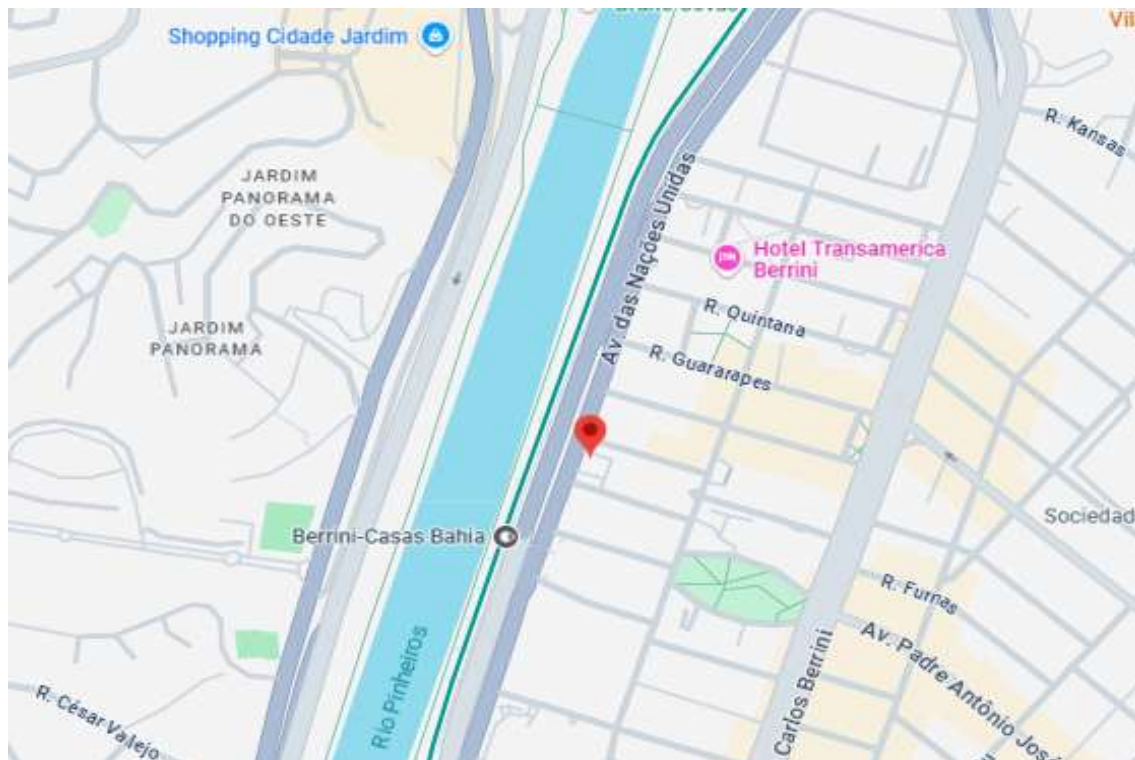 Vil
Shopping Cidade Jardim
R. Kansas
JARDIM
PANORAMA
DO OESTE
Av. das Nações Unidas
Hotel Transamerica
Berrini
R. Quintana
JARDIM
PANORAMA
R. Guararapes
Sociedad
Berrini-Casas Bahia
R. Furnas
Av. Padre Antônio José
Carlos Berrini
Rio Pinheiros
R. César Vallejo